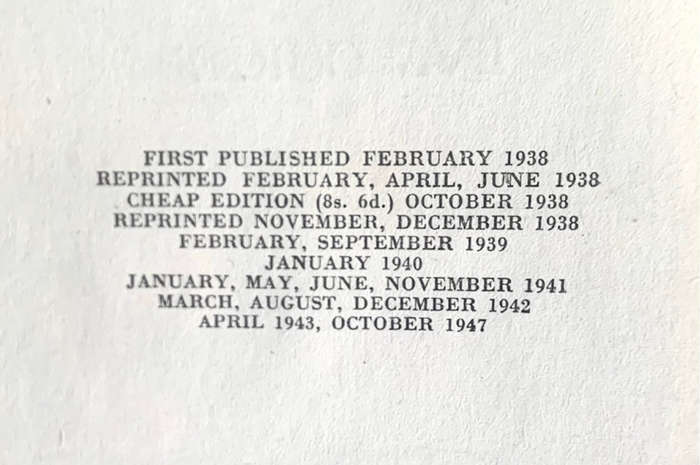 FIRST PUBLISHED FEBRUARY 1938
REPRINTED FEBRUARY, APRIL, JUNE 1938
CHEAP EDITION (8s. 6d.) OCTOBER 1938
REPRINTED NOVEMBER, DECEMBER 1938
FEBRUARY, SEPTEMBER 1939
JANUARY 1940
JANUARY, MAY, JUNE, NOVEMBER 1941
MARCH, AUGUST, DECEMBER 1942
APRIL 1943, OCTOBER 1947